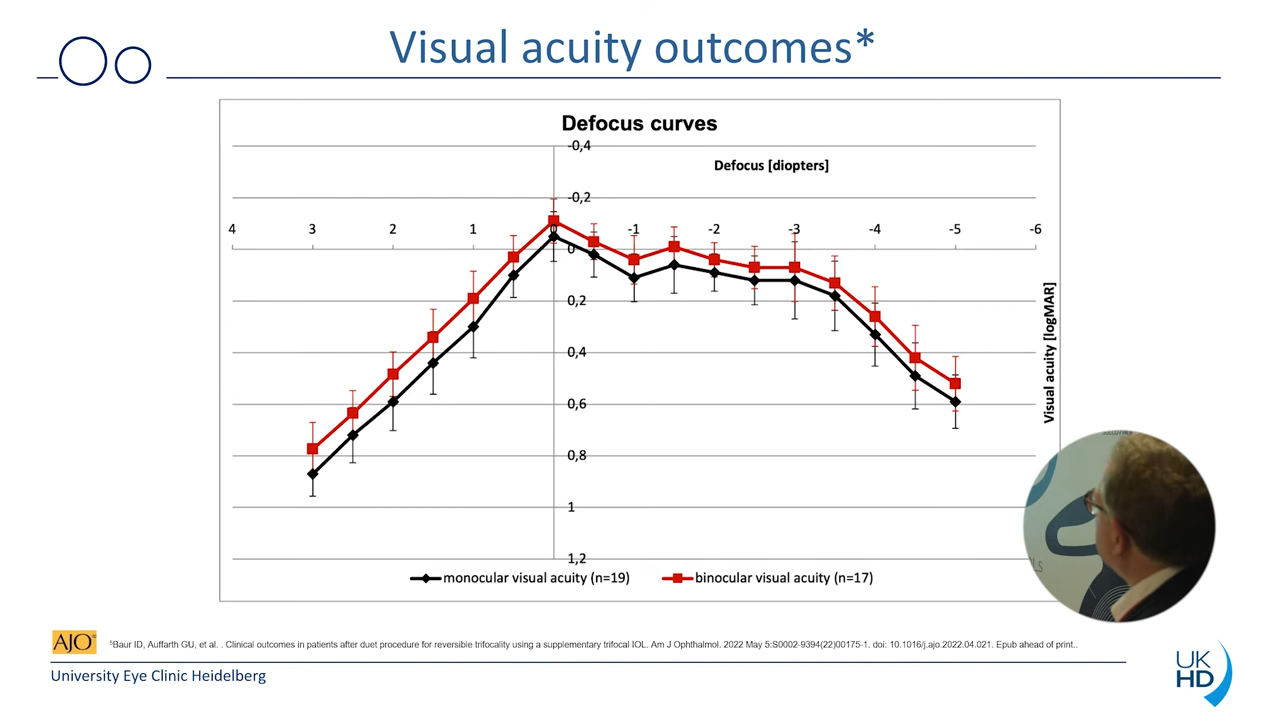 Visual acuity outcomes*
Defocus curves
-0,4
Defocus [diopters]
-0,2
4 3 2 1 0 -1 -2 -3 -4 -5 -6
0
0,2
0,4
0,6
0,8
1
1,2
Visual acuity [logMAR]
monocular visual acuity (n=19) binocular visual acuity (n=17)
AJO
⁵Baur ID, Auffarth GU, et al. . Clinical outcomes in patients after duet procedure for reversible trifocality using a supplementary trifocal IOL. Am J Ophthalmol. 2022 May 5:S0002-9394(22)00175-1. doi: 10.1016/j.ajo.2022.04.021. Epub ahead of print..
University Eye Clinic Heidelberg
UK
HD